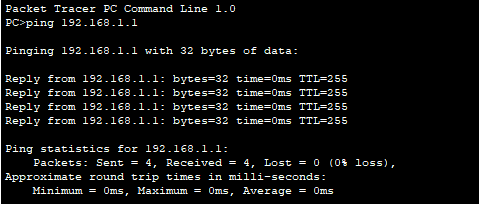 Packet Tracer PC Command Line 1.0
PC>ping 192.168.1.1
Pinging 192.168.1.1 with 32 bytes of data:
Reply from 192.168.1.1: bytes=32 time=0ms TTL=255
Reply from 192.168.1.1: bytes=32 time=0ms TTL=255
Reply from 192.168.1.1: bytes=32 time=0ms TTL=255
Reply from 192.168.1.1: bytes=32 time=0ms TTL=255
Ping statistics for 192.168.1.1:
Packets: Sent = 4, Received = 4, Lost = 0 (0% loss),
Approximate round trip times in milli-seconds:
Minimum = 0ms, Maximum = 0ms, Average = 0ms